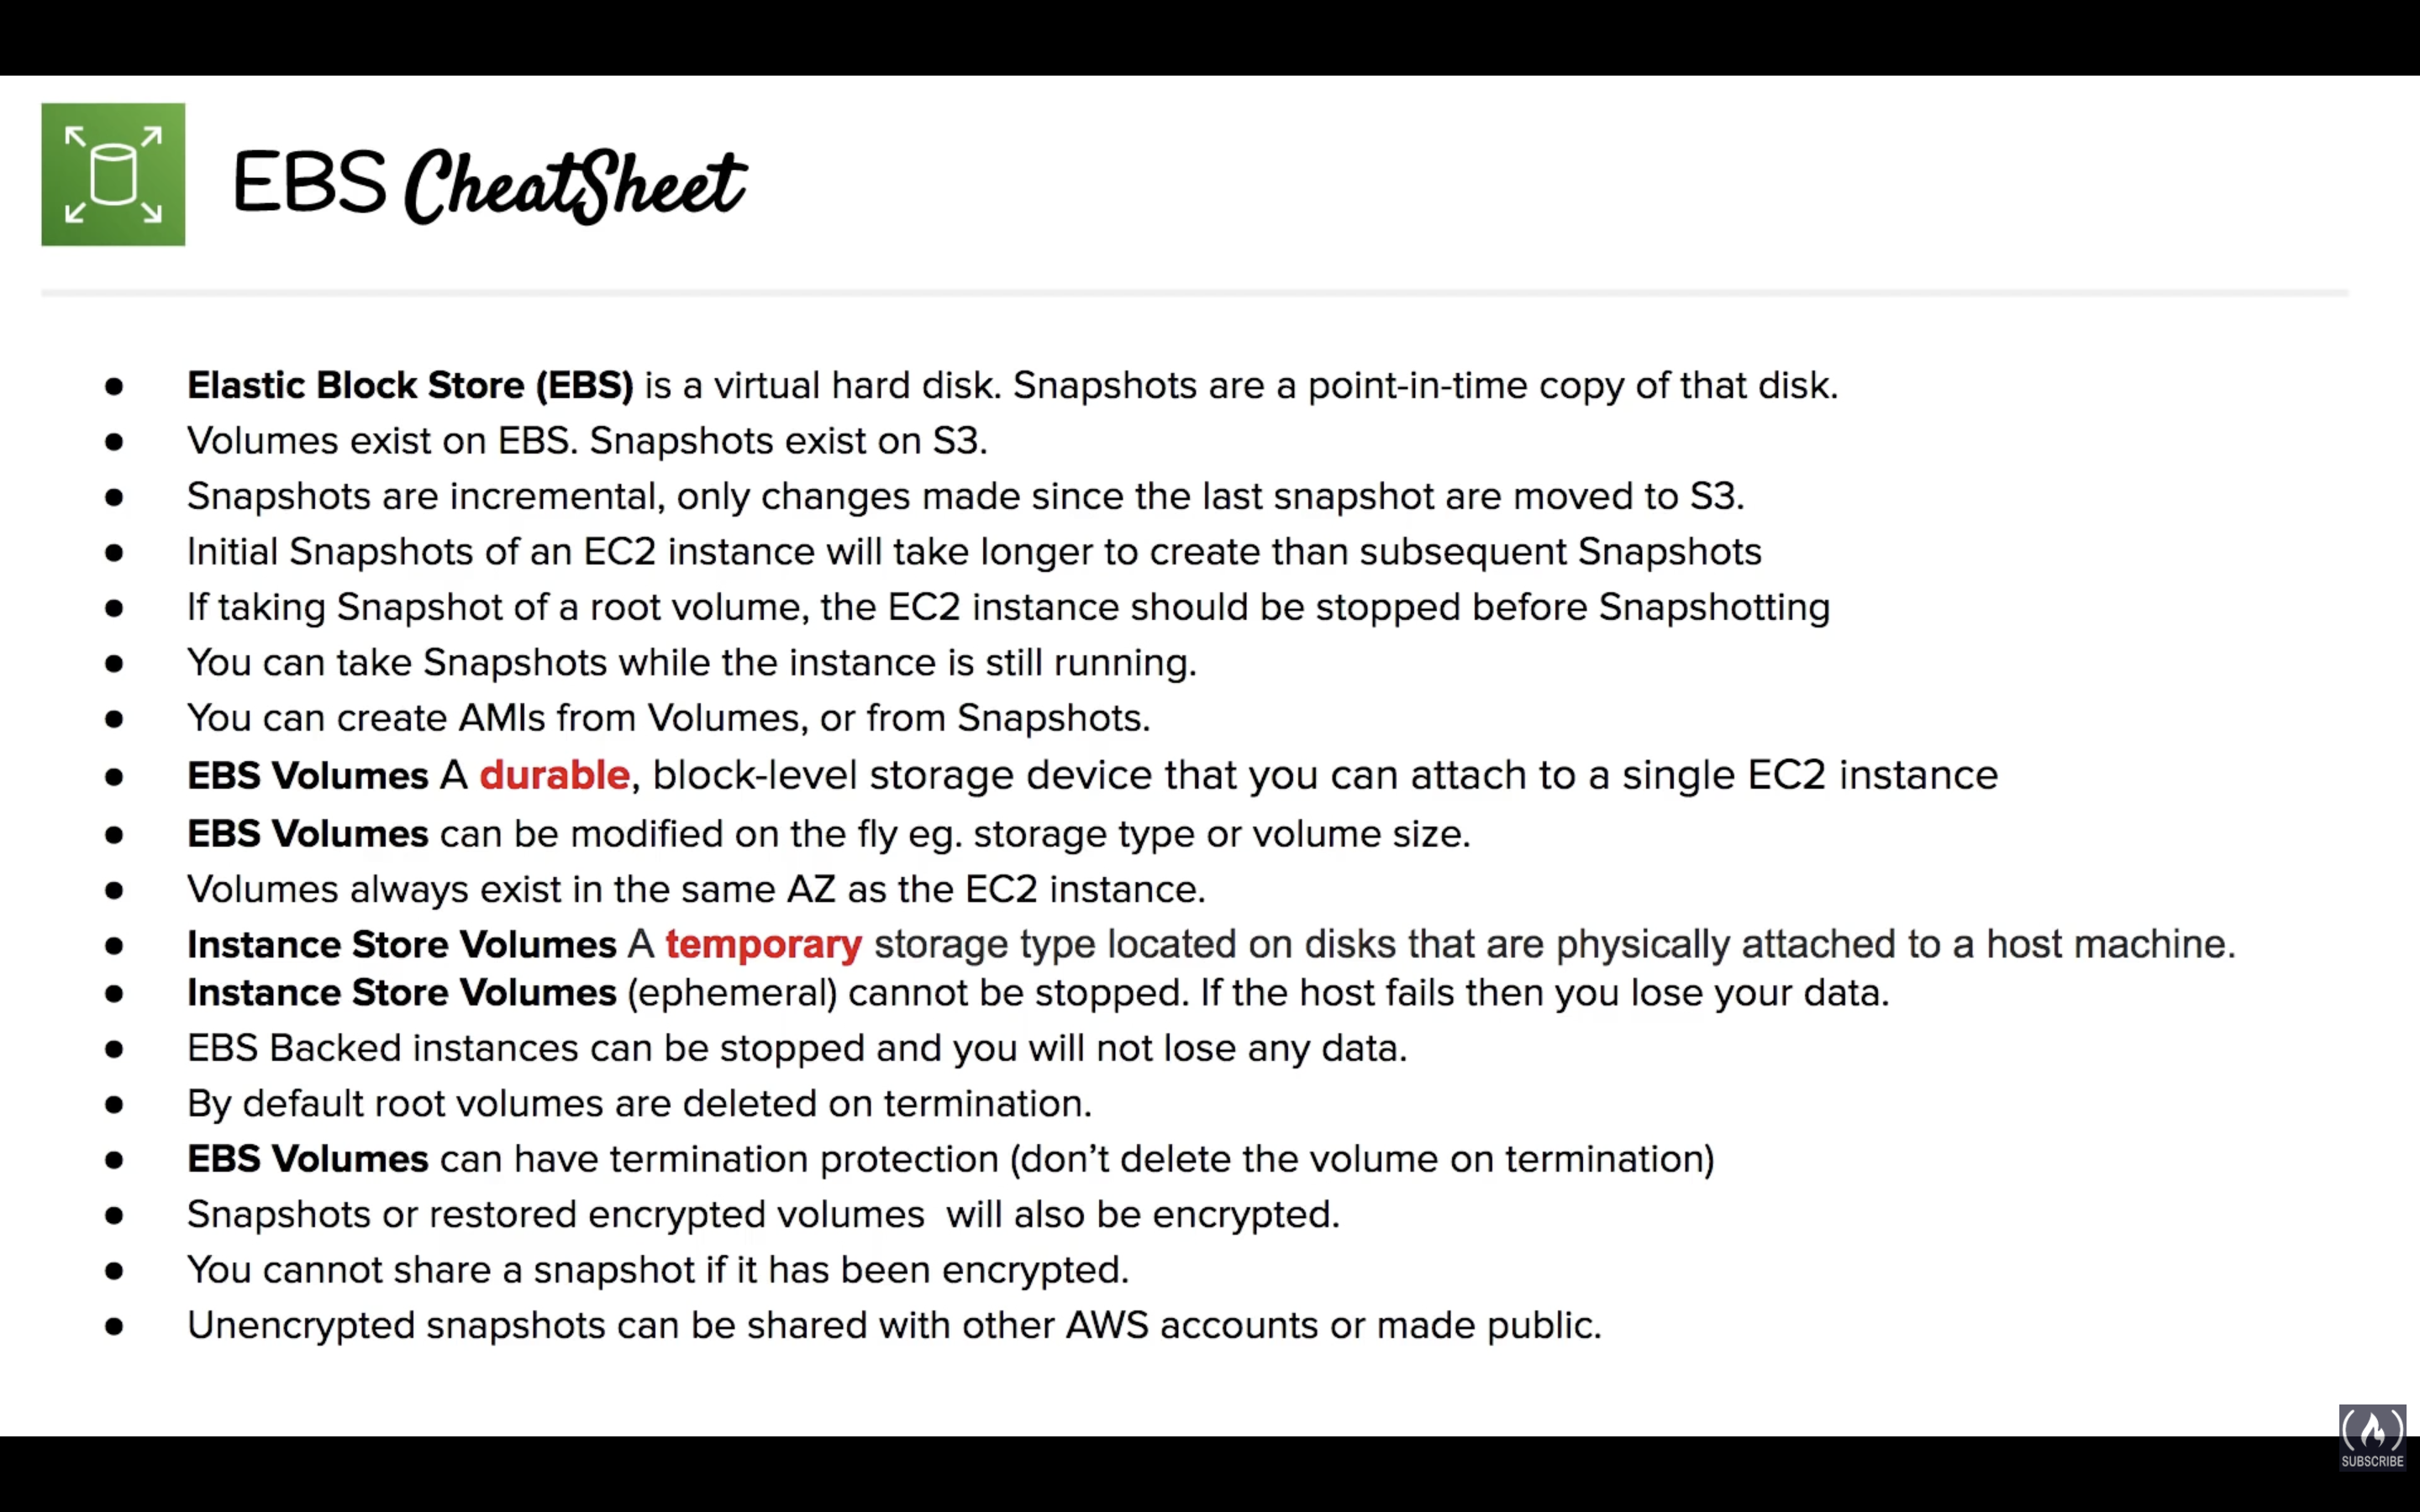 EBS CheatSheet
● Elastic Block Store (EBS) is a virtual hard disk. Snapshots are a point-in-time copy of that disk.
● Volumes exist on EBS. Snapshots exist on S3.
● Snapshots are incremental, only changes made since the last snapshot are moved to S3.
● Initial Snapshots of an EC2 instance will take longer to create than subsequent Snapshots
● If taking Snapshot of a root volume, the EC2 instance should be stopped before Snapshotting
● You can take Snapshots while the instance is still running.
● You can create AMIs from Volumes, or from Snapshots.
● EBS Volumes A durable, block-level storage device that you can attach to a single EC2 instance
● EBS Volumes can be modified on the fly eg. storage type or volume size.
● Volumes always exist in the same AZ as the EC2 instance.
● Instance Store Volumes A temporary storage type located on disks that are physically attached to a host machine.
● Instance Store Volumes (ephemeral) cannot be stopped. If the host fails then you lose your data.
● EBS Backed instances can be stopped and you will not lose any data.
● By default root volumes are deleted on termination.
● EBS Volumes can have termination protection (don’t delete the volume on termination)
● Snapshots or restored encrypted volumes  will also be encrypted.
● You cannot share a snapshot if it has been encrypted.
● Unencrypted snapshots can be shared with other AWS accounts or made public.
SUBSCRIBE